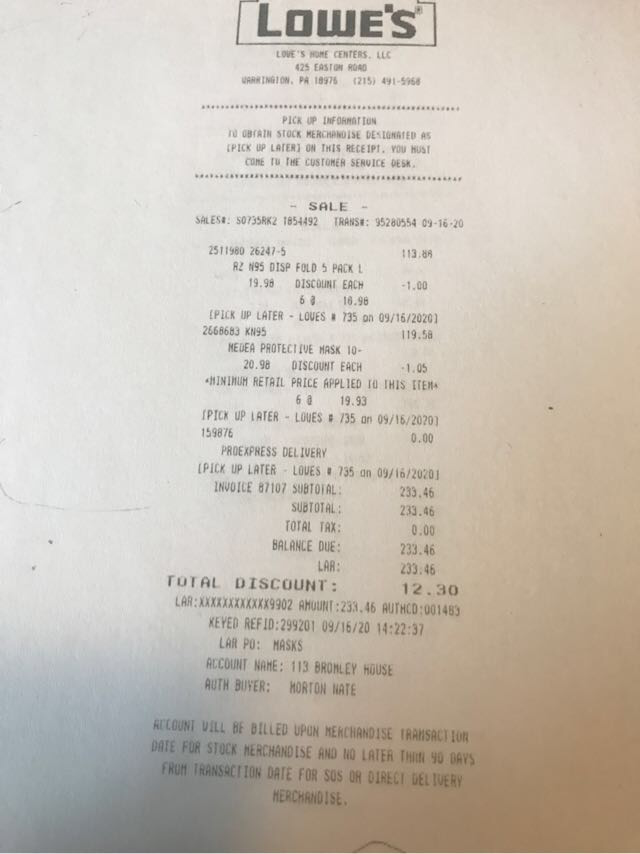 LOWE'S®
LOWE'S HOME CENTERS, LLC
425 EASTON ROAD
WARRINGTON, PA 18976 (215) 491-5968
PICK UP INFORMATION
TO OBTAIN STOCK MERCHANDISE DESIGNATED AS
[PICK UP LATER] ON THIS RECEIPT, YOU MUST
COME TO THE CUSTOMER SERVICE DESK.
- SALE -
SALES#: S0735RK2 1854492 TRANS#: 95280554 09-16-20
2511980 26247-5 113.88
RZ N95 DISP FOLD 5 PACK L
19.98 DISCOUNT EACH -1.00
6 @ 18.98
[PICK UP LATER - LOWES # 735 on 09/16/2020]
2668683 KN95 119.58
MEDEA PROTECTIVE MASK 10-
20.98 DISCOUNT EACH -1.05
*MINIMUM RETAIL PRICE APPLIED TO THIS ITEM*
6 @ 19.93
[PICK UP LATER - LOWES # 735 on 09/16/2020]
159876 0.00
PROEXPRESS DELIVERY
[PICK UP LATER - LOWES # 735 on 09/16/2020]
INVOICE 87107 SUBTOTAL: 233.46
SUBTOTAL: 233.46
TOTAL TAX: 0.00
BALANCE DUE: 233.46
LAR: 233.46
TOTAL DISCOUNT: 12.30
LAR:XXXXXXXXXXXX9902 AMOUNT:233.46 AUTHCD:001483
KEYED REFID:299201 09/16/20 14:22:37
LAR PO: MASKS
ACCOUNT NAME: 113 BROMLEY HOUSE
AUTH BUYER: MORTON NATE
ACCOUNT WILL BE BILLED UPON MERCHANDISE TRANSACTION
DATE FOR STOCK MERCHANDISE AND NO LATER THAN 90 DAYS
FROM TRANSACTION DATE FOR SOS OR DIRECT DELIVERY
MERCHANDISE.